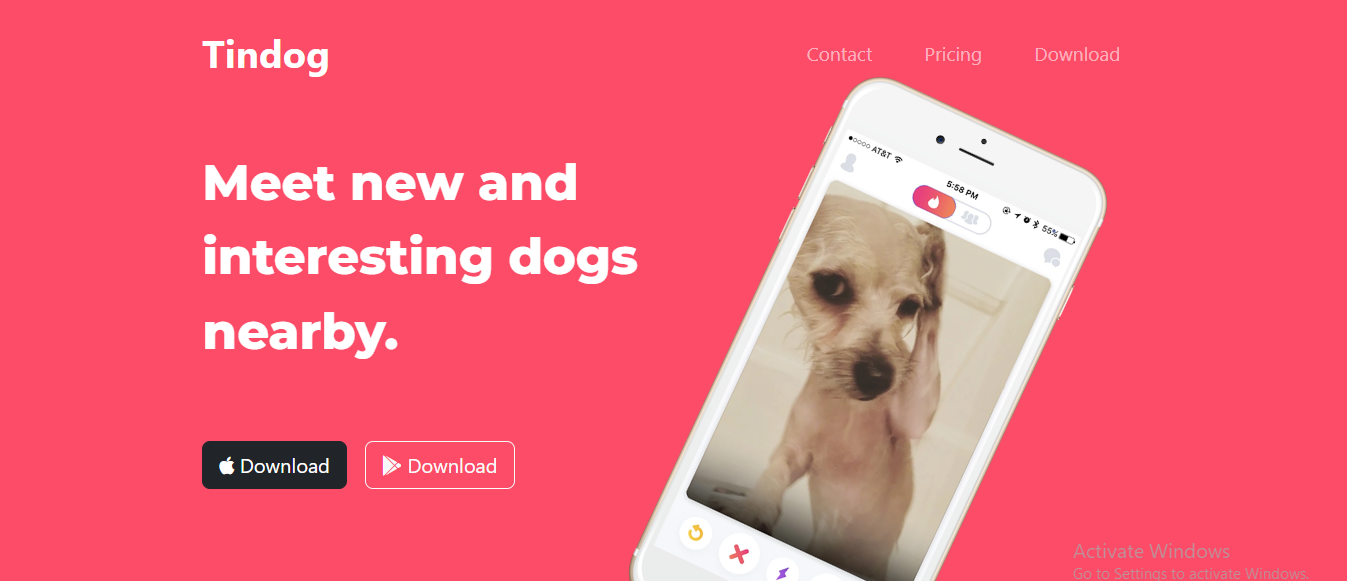 Tindog
Contact Pricing Download
Meet new and
interesting dogs
nearby.
Download Download
AT&T
5:58 PM
55%
Activate Windows
Go to Settings to activate Windows.